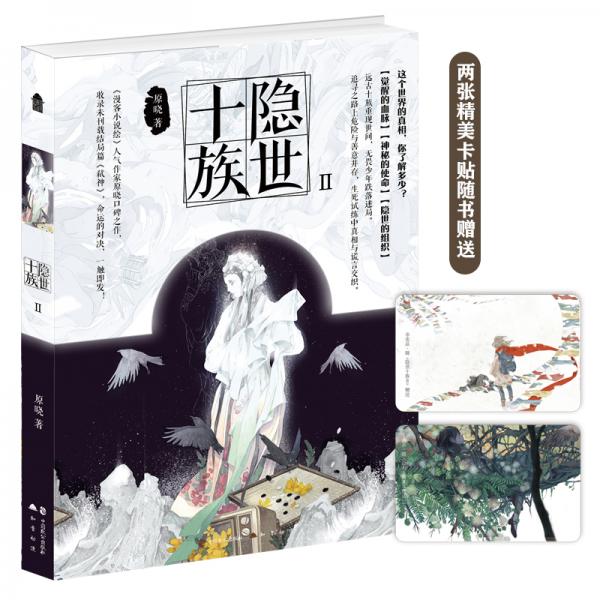 这个世界的真相，你了解多少？
【觉醒的血脉】【神秘的使命】【隐世的组织】
远古十族重现世间，无畏少年跌落迷局。
追寻之路上危险与善意并存，生死试练中真相与谎言交织。
隐世
十族
II
原晓 著
《漫客小说绘》人气作家原晓口碑之作，
收录未刊载结局篇《弑神》，命运的对决，一触即发！
隐世
十族
II
原晓 著
知音动漫
两张精美卡贴随书赠送